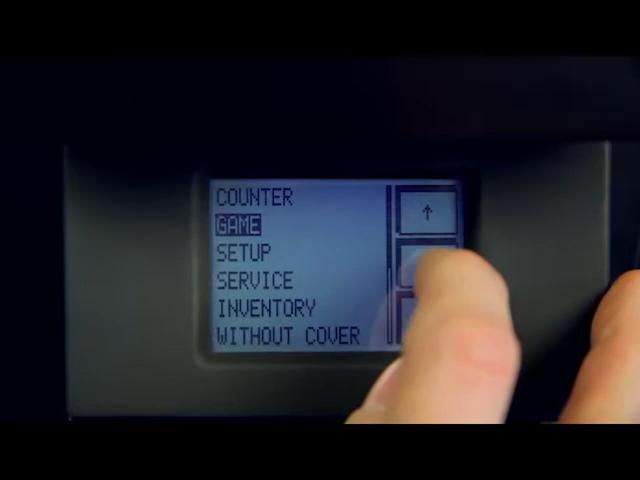 COUNTER
GAME
SETUP
SERVICE
INVENTORY
WITHOUT COVER